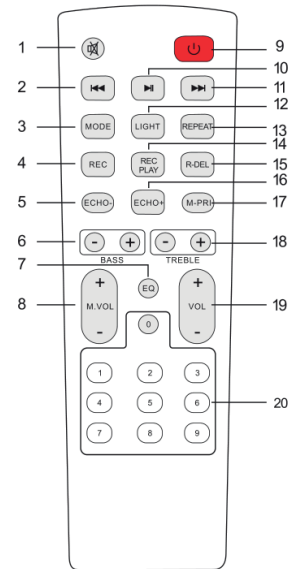 1 9
10
2 11
12
3 MODE LIGHT REPEAT 13
14
4 REC REC PLAY R-DEL 15
16
5 ECHO- ECHO+ M-PRI 17
6 - + - + 18
BASS TREBLE
7
EQ
8 + M.VOL - + VOL - 19
0
1 2 3
4 5 6 20
7 8 9